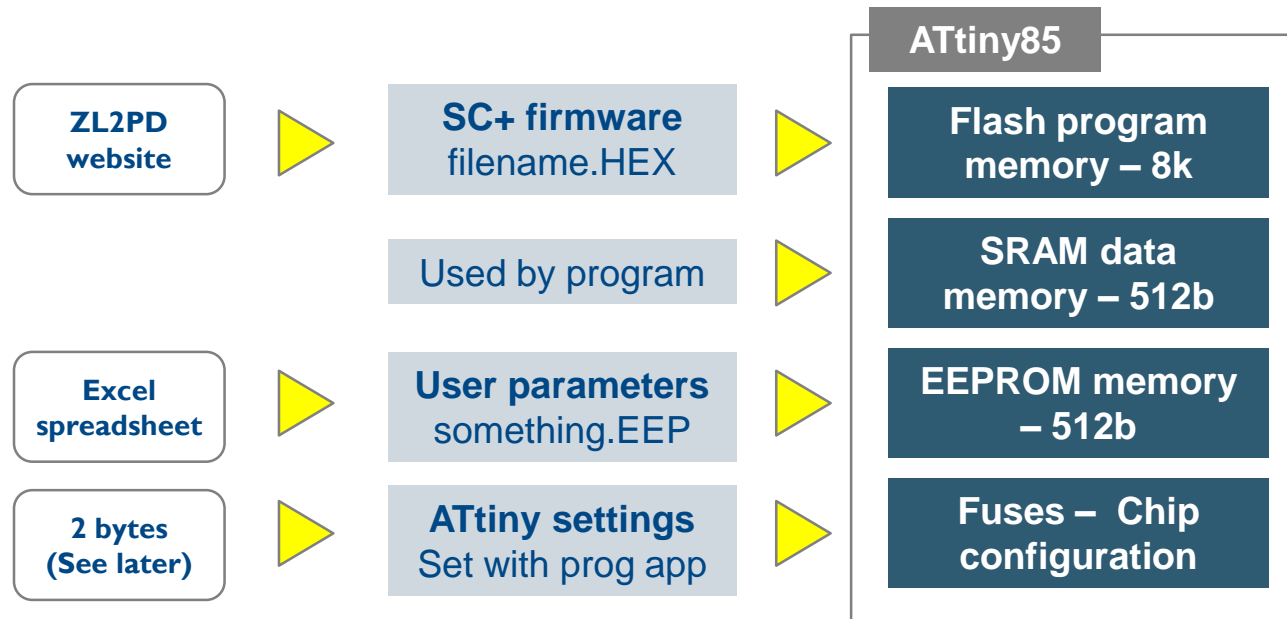 ATtiny85
ZL2PD
website
SC+ firmware
filename.HEX
Flash program
memory – 8k
Used by program
SRAM data
memory – 512b
Excel
spreadsheet
User parameters
something.EEP
EEPROM memory
– 512b
2 bytes
(See later)
ATtiny settings
Set with prog app
Fuses – Chip
configuration